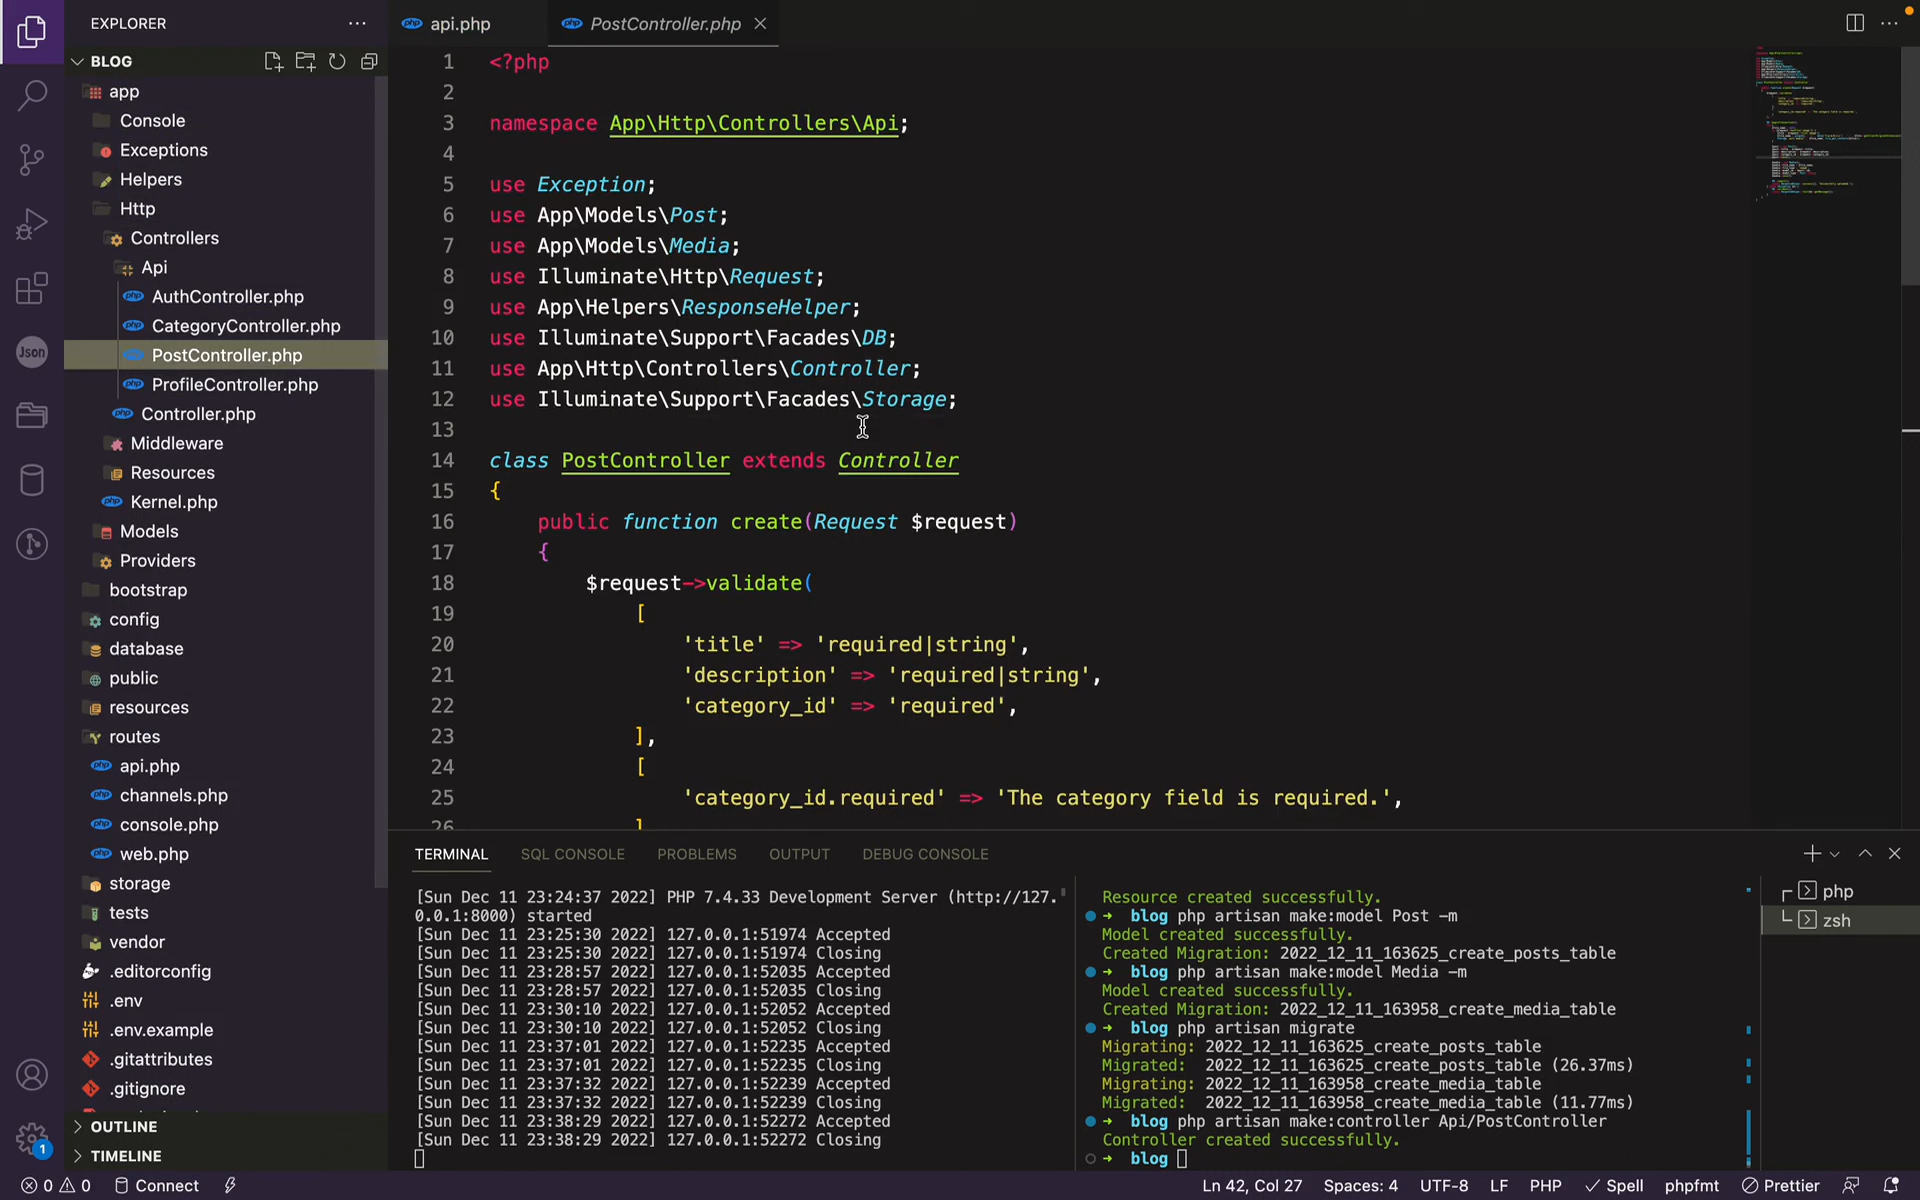 EXPLORER
BLOG
app
Console
Exceptions
Helpers
Http
Controllers
Api
AuthController.php
CategoryController.php
PostController.php
ProfileController.php
Controller.php
Middleware
Resources
Kernel.php
Models
Providers
bootstrap
config
database
public
resources
routes
api.php
channels.php
console.php
web.php
storage
tests
vendor
.editorconfig
.env
.env.example
.gitattributes
.gitignore
OUTLINE
TIMELINE
Json
1
api.php
PostController.php
1 <?php
2
3 namespace App\Http\Controllers\Api;
4
5 use Exception;
6 use App\Models\Post;
7 use App\Models\Media;
8 use Illuminate\Http\Request;
9 use App\Helpers\ResponseHelper;
10 use Illuminate\Support\Facades\DB;
11 use App\Http\Controllers\Controller;
12 use Illuminate\Support\Facades\Storage;
13
14 class PostController extends Controller
15 {
16 public function create(Request $request)
17 {
18 $request->validate(
19 [
20 'title' => 'required|string',
21 'description' => 'required|string',
22 'category_id' => 'required',
23 ],
24 [
25 'category_id.required' => 'The category field is required.',
26 ]
TERMINAL SQL CONSOLE PROBLEMS OUTPUT DEBUG CONSOLE
[Sun Dec 11 23:24:37 2022] PHP 7.4.33 Development Server (http://127.
0.0.1:8000) started
[Sun Dec 11 23:25:30 2022] 127.0.0.1:51974 Accepted
[Sun Dec 11 23:25:30 2022] 127.0.0.1:51974 Closing
[Sun Dec 11 23:28:57 2022] 127.0.0.1:52035 Accepted
[Sun Dec 11 23:28:57 2022] 127.0.0.1:52035 Closing
[Sun Dec 11 23:30:10 2022] 127.0.0.1:52052 Accepted
[Sun Dec 11 23:30:10 2022] 127.0.0.1:52052 Closing
[Sun Dec 11 23:37:01 2022] 127.0.0.1:52235 Accepted
[Sun Dec 11 23:37:01 2022] 127.0.0.1:52235 Closing
[Sun Dec 11 23:37:32 2022] 127.0.0.1:52239 Accepted
[Sun Dec 11 23:37:32 2022] 127.0.0.1:52239 Closing
[Sun Dec 11 23:38:29 2022] 127.0.0.1:52272 Accepted
[Sun Dec 11 23:38:29 2022] 127.0.0.1:52272 Closing
Resource created successfully.
➜ blog php artisan make:model Post -m
Model created successfully.
Created Migration: 2022_12_11_163625_create_posts_table
➜ blog php artisan make:model Media -m
Model created successfully.
Created Migration: 2022_12_11_163958_create_media_table
➜ blog php artisan migrate
Migrating: 2022_12_11_163625_create_posts_table
Migrated: 2022_12_11_163625_create_posts_table (26.37ms)
Migrating: 2022_12_11_163958_create_media_table
Migrated: 2022_12_11_163958_create_media_table (11.77ms)
➜ blog php artisan make:controller Api/PostController
Controller created successfully.
➜ blog
php
zsh
0 0 Connect
Ln 42, Col 27 Spaces: 4 UTF-8 LF PHP Spell phpfmt Prettier